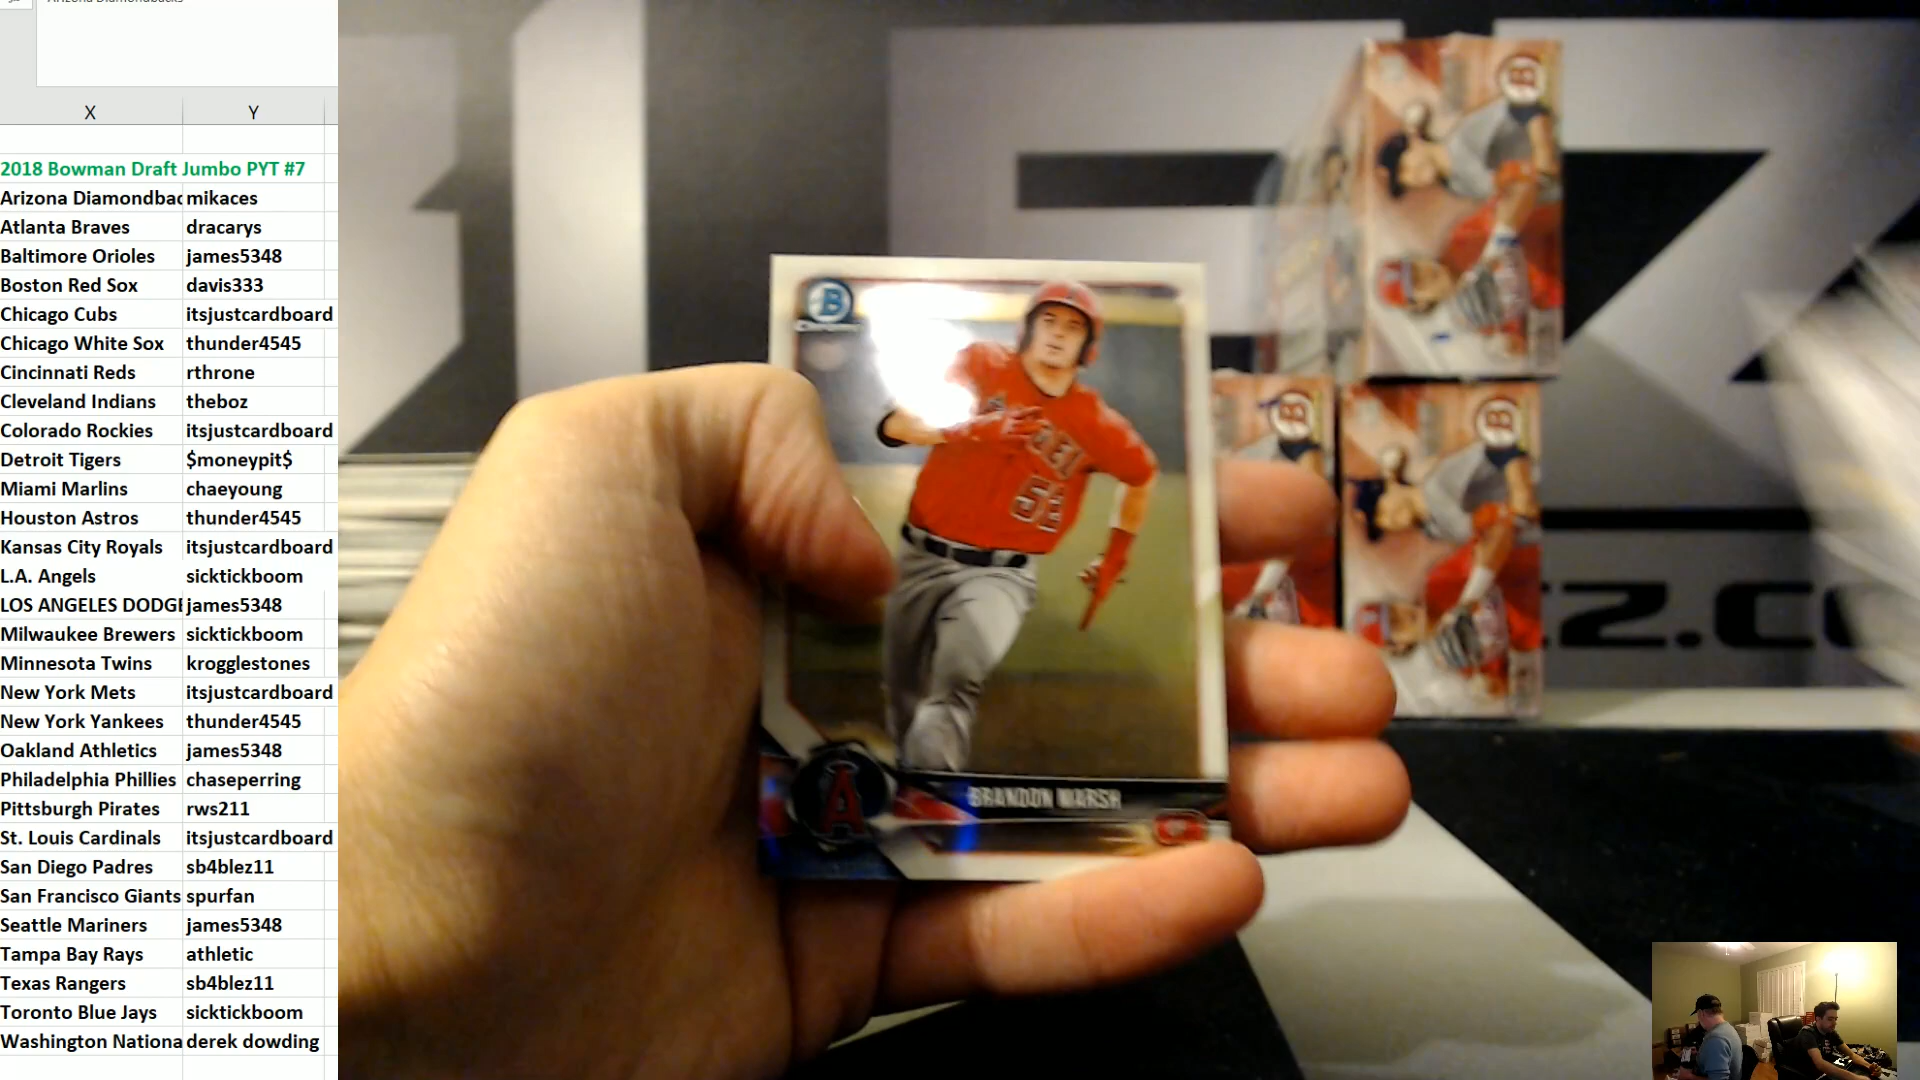 X Y
2018 Bowman Draft Jumbo PYT #7
Arizona Diamondbac mikaces
Atlanta Braves dracarys
Baltimore Orioles james5348
Boston Red Sox davis333
Chicago Cubs itsjustcardboard
Chicago White Sox thunder4545
Cincinnati Reds rthrone
Cleveland Indians theboz
Colorado Rockies itsjustcardboard
Detroit Tigers $moneypit$
Miami Marlins chaeyoung
Houston Astros thunder4545
Kansas City Royals itsjustcardboard
L.A. Angels sicktickboom
LOS ANGELES DODGE james5348
Milwaukee Brewers sicktickboom
Minnesota Twins krogglestones
New York Mets itsjustcardboard
New York Yankees thunder4545
Oakland Athletics james5348
Philadelphia Phillies chaseperring
Pittsburgh Pirates rws211
St. Louis Cardinals itsjustcardboard
San Diego Padres sb4blez11
San Francisco Giants spurfan
Seattle Mariners james5348
Tampa Bay Rays athletic
Texas Rangers sb4blez11
Toronto Blue Jays sicktickboom
Washington Nationa derek dowding
B
A
BRANDON MARSH